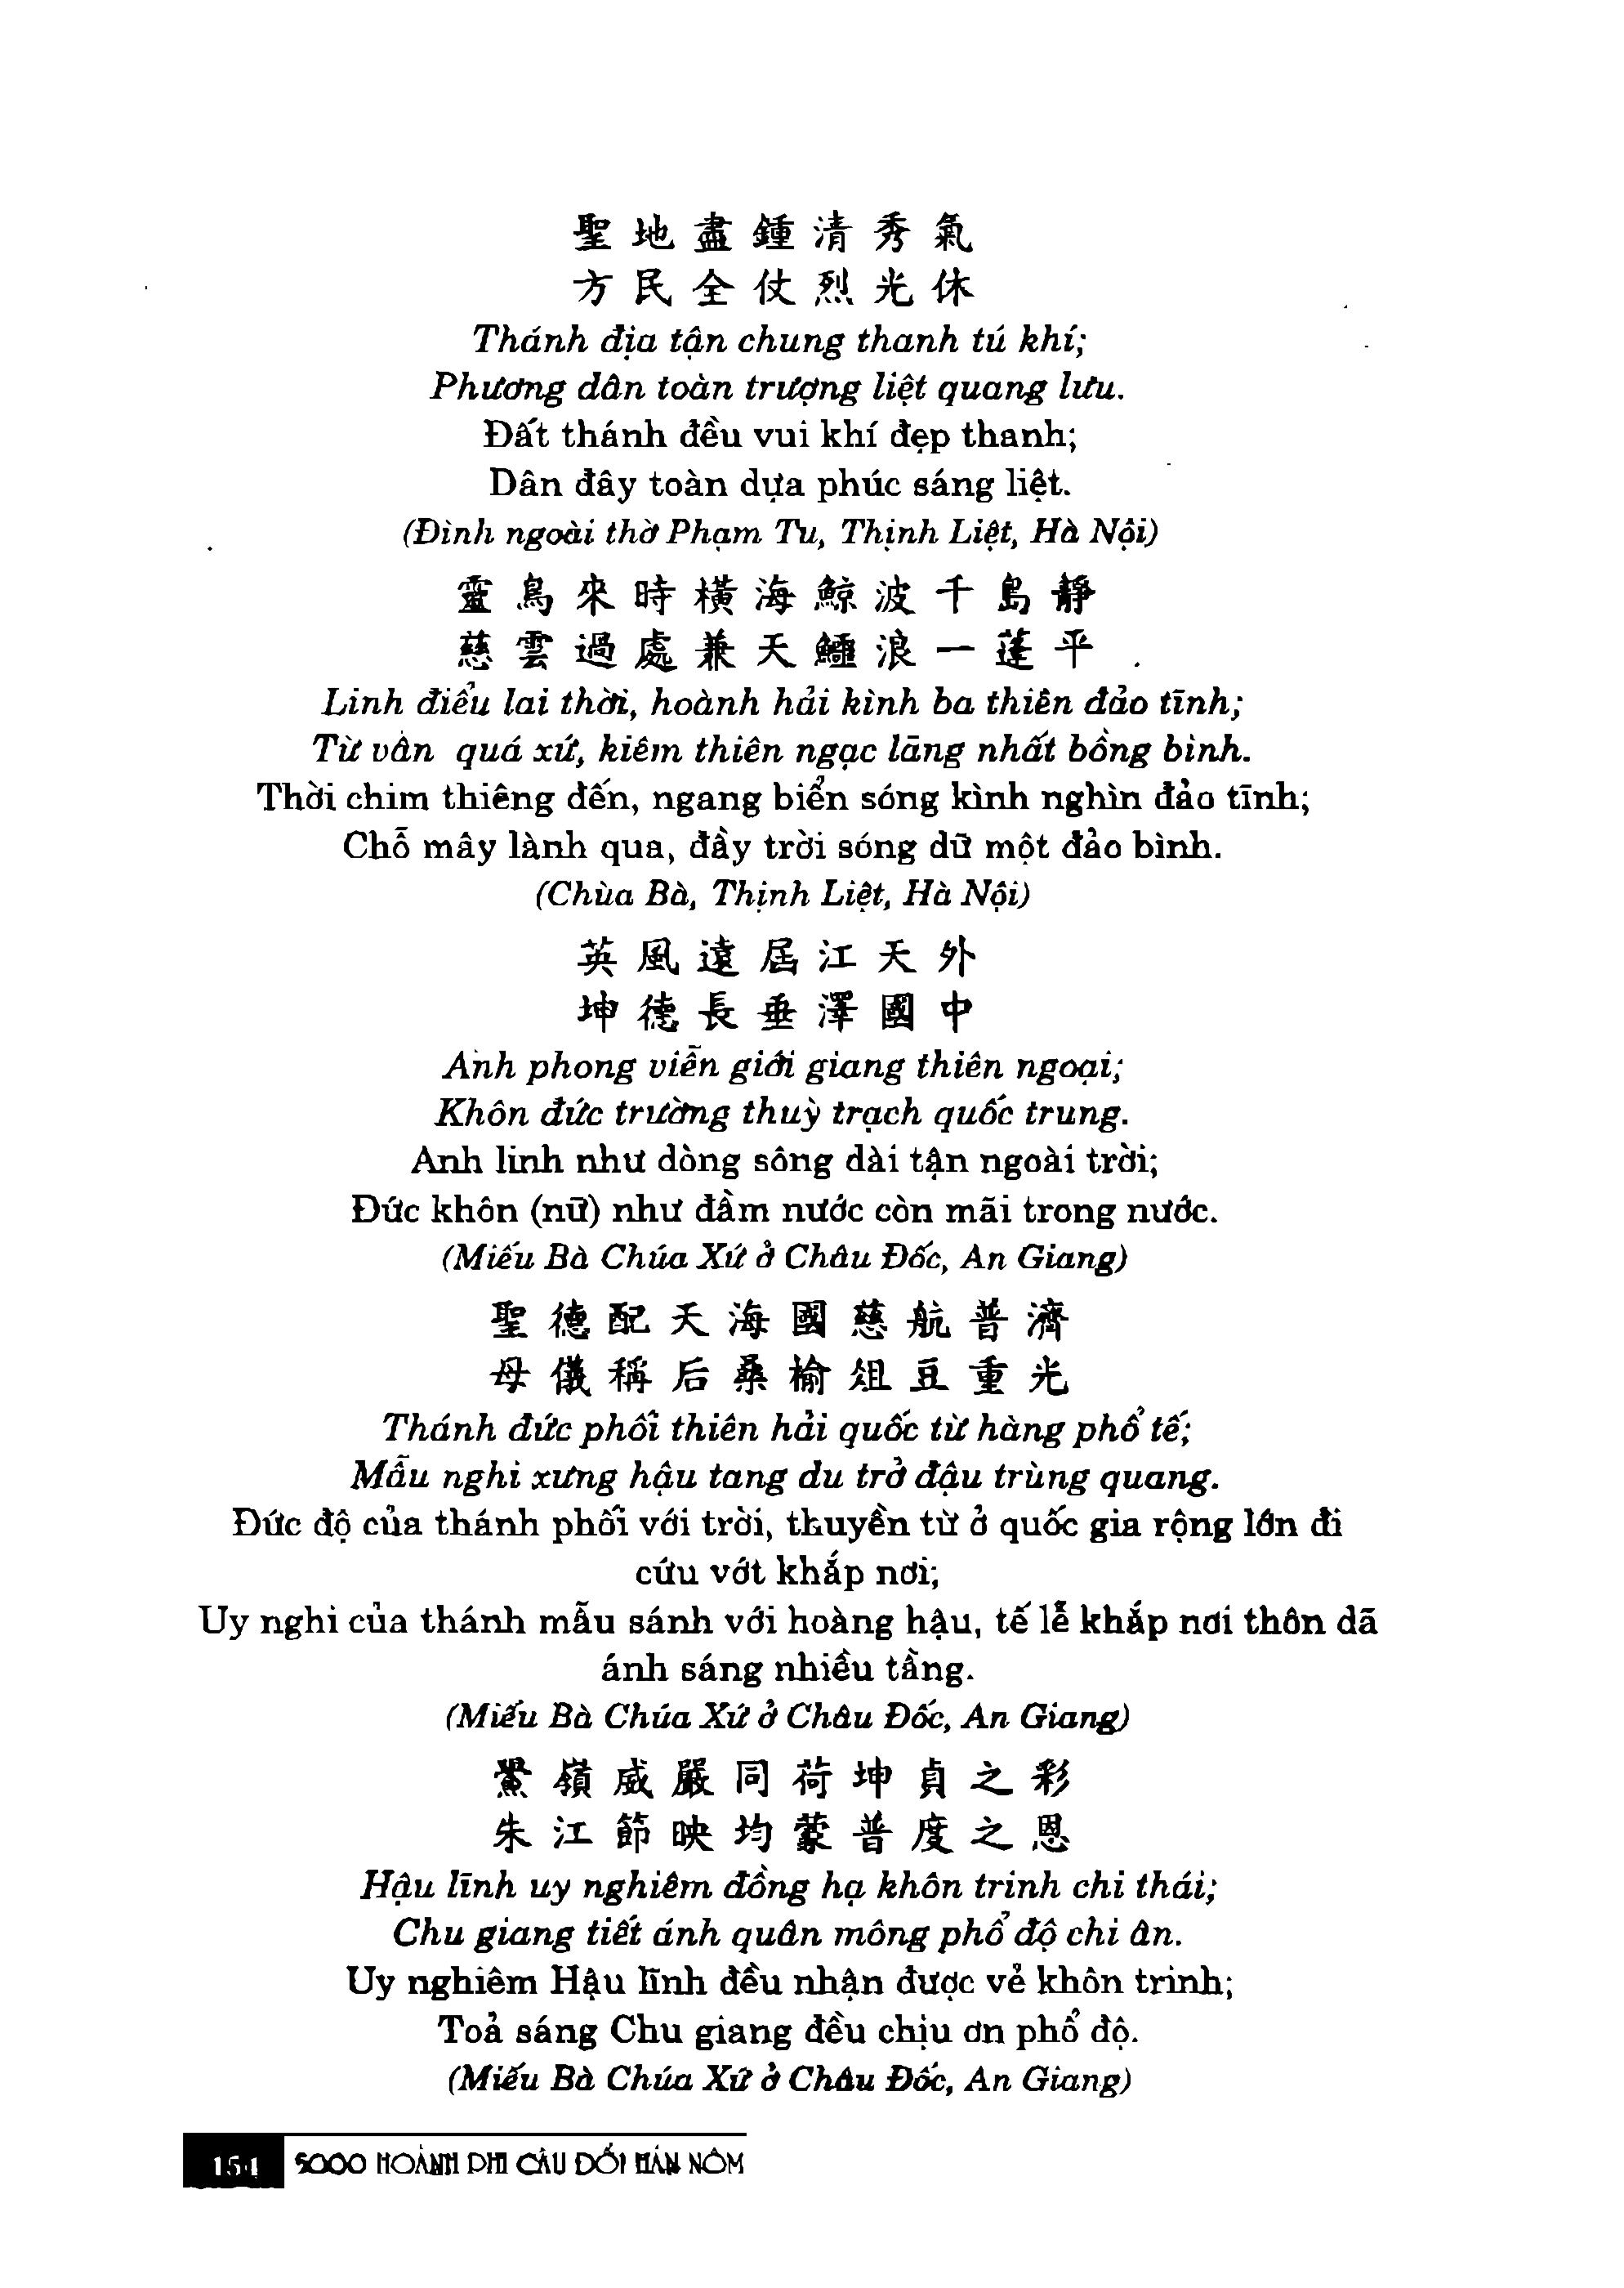 聖地盡鍾清秀氣
方民全仗烈光休
Thánh địa tận chung thanh tú khí;
Phương dân toàn trượng liệt quang lưu.
Đất thánh đều vui khí đẹp thanh;
Dân đây toàn dựa phúc sáng liệt.
(Đình ngoài thờ Phạm Tu, Thịnh Liệt, Hà Nội)
靈鳥來時橫海鯨波千島靜
慈雲過處兼天鱷浪一蓬平
Linh điểu lai thời, hoành hải kình ba thiên đảo tĩnh;
Từ vân quá xứ, kiêm thiên ngạc lãng nhất bồng bình.
Thời chim thiêng đến, ngang biển sóng kình nghìn đảo tĩnh;
Chỗ mây lành qua, đầy trời sóng dữ một đảo bình.
(Chùa Bà, Thịnh Liệt, Hà Nội)
英風遠屆江天外
坤德長垂澤國中
Anh phong viễn giới giang thiên ngoại;
Khôn đức trường thuỳ trạch quốc trung.
Anh linh như dòng sông dài tận ngoài trời;
Đức khôn (nữ) như đầm nước còn mãi trong nước.
(Miếu Bà Chúa Xứ ở Châu Đốc, An Giang)
聖德配天海國慈航普濟
母儀稱后桑榆俎豆重光
Thánh đức phối thiên hải quốc từ hàng phổ tế;
Mẫu nghi xưng hậu tang du trở đậu trùng quang.
Đức độ của thánh phối với trời, thuyền từ ở quốc gia rộng lớn đi
cứu vớt khắp nơi;
Uy nghi của thánh mẫu sánh với hoàng hậu, tế lễ khắp nơi thôn dã
ánh sáng nhiều tầng.
(Miếu Bà Chúa Xứ ở Châu Đốc, An Giang)
鱟嶺威嚴同荷坤貞之彩
朱江節映均蒙普度之恩
Hậu lĩnh uy nghiêm đồng hạ khôn trinh chi thái;
Chu giang tiết ánh quân mông phổ độ chi ân.
Uy nghiêm Hậu lĩnh đều nhận được vẻ khôn trinh;
Toả sáng Chu giang đều chịu ơn phổ độ.
(Miếu Bà Chúa Xứ ở Châu Đốc, An Giang)
154 5000 HOÀNH PHI CÂU ĐỐI HÁN NÔM